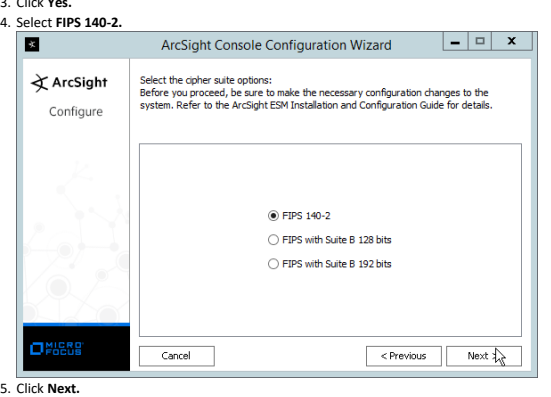 3. Click Yes.
4. Select FIPS 140-2.
ArcSight Console Configuration Wizard
ArcSight
Configure
Select the cipher suite options:
Before you proceed, be sure to make the necessary configuration changes to the
system. Refer to the ArcSight ESM Installation and Configuration Guide for details.
FIPS 140-2
FIPS with Suite B 128 bits
FIPS with Suite B 192 bits
MICRO
FOCUS
Cancel
< Previous
Next >
5. Click Next.